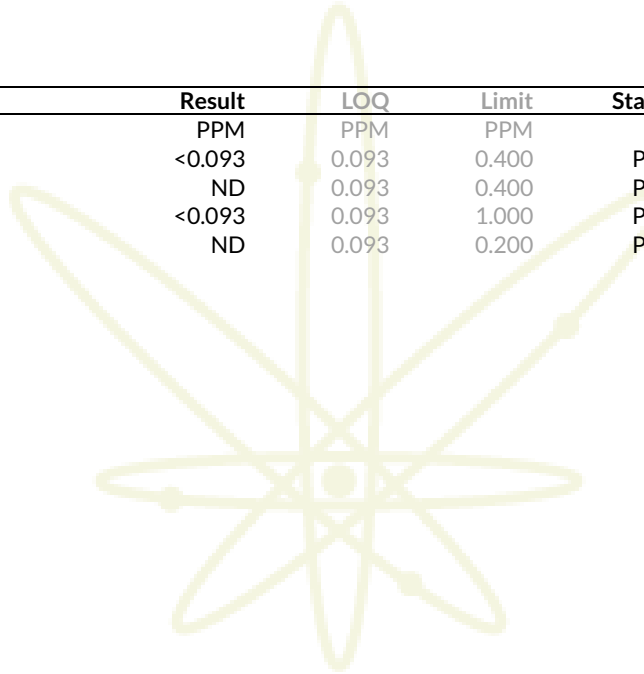 Result LOQ Limit Sta
PPM PPM PPM
<0.093 0.093 0.400 P
ND 0.093 0.400 P
<0.093 0.093 1.000 P
ND 0.093 0.200 P